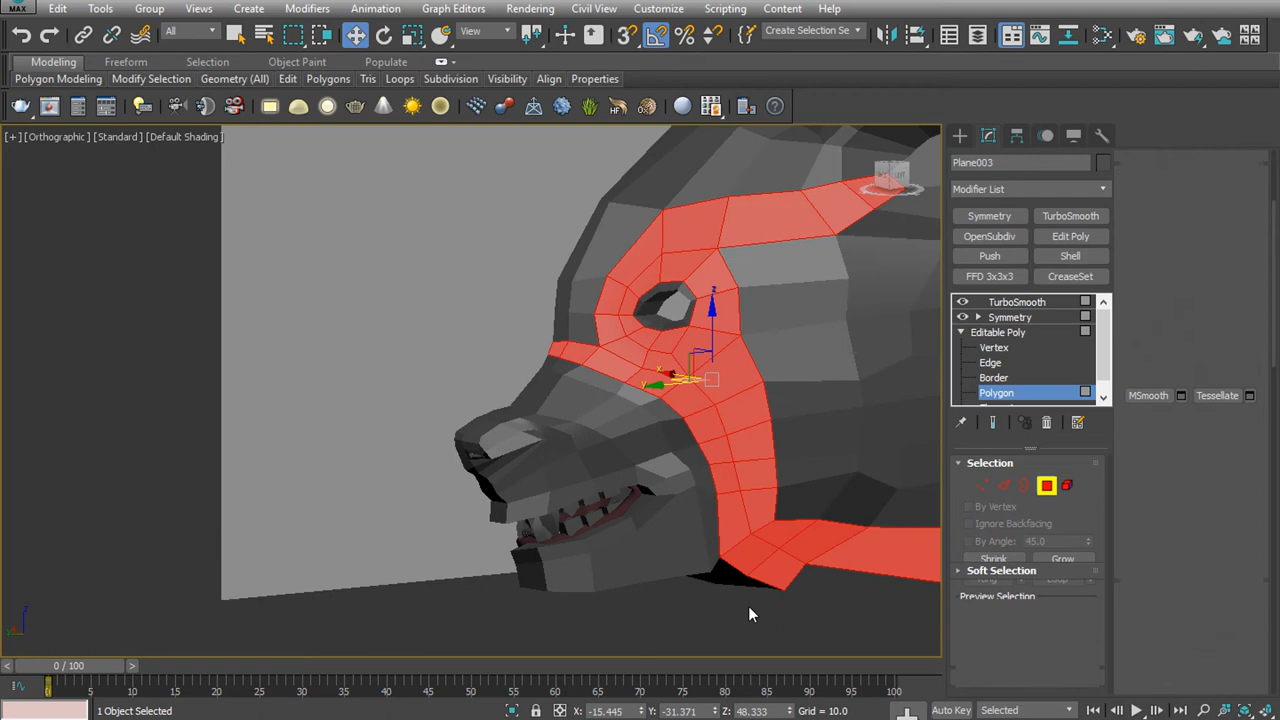 MAX Edit Tools Group Views Create Modifiers Animation Graph Editors Rendering Civil View Customize Scripting Content Help
All View Create Selection Se
Modeling Freeform Selection Object Paint Populate
Polygon Modeling Modify Selection Geometry (All) Edit Polygons Tris Loops Subdivision Visibility Align Properties
[+] [Orthographic ] [Standard ] [Default Shading ]
Plane003
Modifier List
Symmetry TurboSmooth
OpenSubdiv Edit Poly
Push Shell
FFD 3x3x3 CreaseSet
TurboSmooth
Symmetry
Editable Poly
Vertex
Edge
Border
Polygon
MSmooth Tessellate
Selection
By Vertex
Ignore Backfacing
By Angle: 45.0
Shrink Grow
Soft Selection
Preview Selection
z
x
y
z
0 / 100
0 5 10 15 20 25 30 35 40 45 50 55 60 65 70 75 80 85 90 95 100
1 Object Selected X: -15.445 Y: -31.371 Z: 48.333 Grid = 10.0 Auto Key Selected